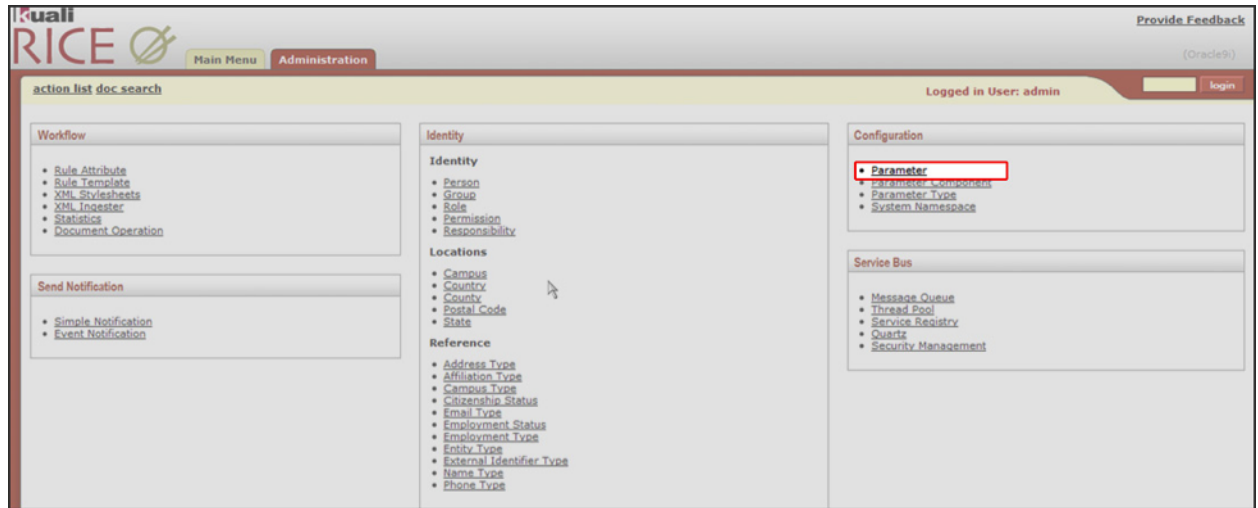 Kuali
RICE
Provide Feedback
Main Menu
Administration
(Oracle9i)
action list doc search
Logged in User: admin
login
Workflow
Rule Attribute
Rule Template
XML Stylesheets
XML Ingester
Statistics
Document Operation
Send Notification
Simple Notification
Event Notification
Identity
Identity
Person
Group
Role
Permission
Responsibility
Locations
Campus
Country
County
Postal Code
State
Reference
Address Type
Affiliation Type
Campus Type
Citizenship Status
Email Type
Employment Status
Employment Type
Entity Type
External Identifier Type
Name Type
Phone Type
Configuration
Parameter
Parameter Component
Parameter Type
System Namespace
Service Bus
Message Queue
Thread Pool
Service Registry
Quartz
Security Management